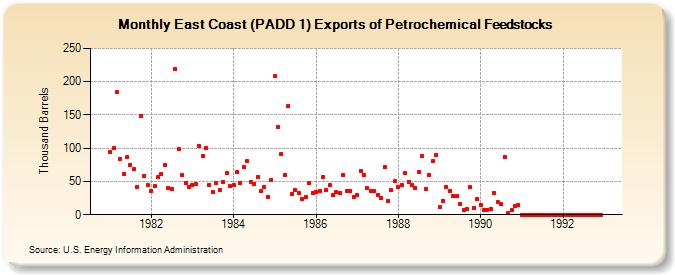 Monthly East Coast (PADD 1) Exports of Petrochemical Feedstocks
Thousand Barrels
250
200
150
100
50
0
1982 1984 1986 1988 1990 1992
Source: U.S. Energy Information Administration